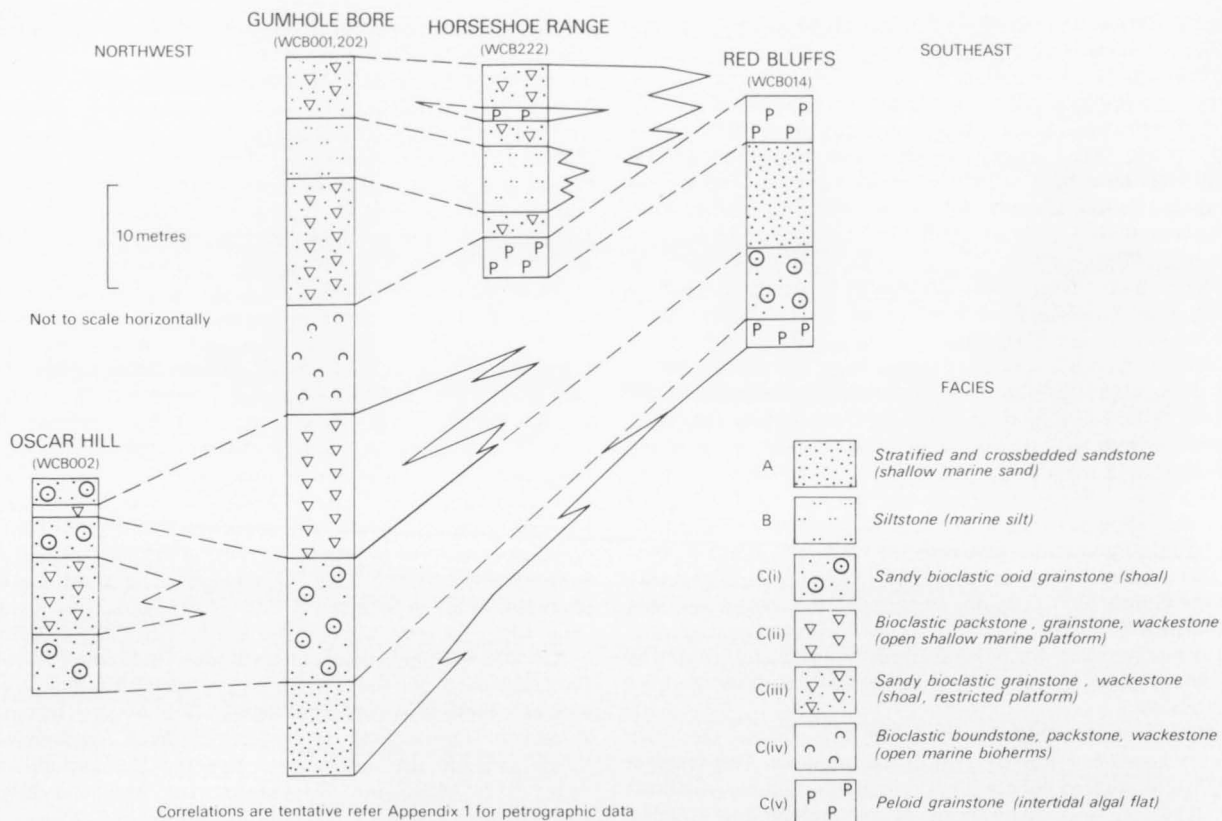 GUMHOLE BORE
(WCB001,202)
HORSESHOE RANGE
(WCB222)
NORTHWEST
SOUTHEAST
RED BLUFFS
(WCB014)
P P
P P P
P P
P P
P P P
P P
P P
10 metres
Not to scale horizontally
OSCAR HILL
(WCB002)
FACIES
A
Stratified and crossbedded sandstone
(shallow marine sand)
B
Siltstone (marine silt)
C(i)
Sandy bioclastic ooid grainstone (shoal)
C(ii)
Bioclastic packstone, grainstone, wackestone
(open shallow marine platform)
C(iii)
Sandy bioclastic grainstone, wackestone
(shoal, restricted platform)
C(iv)
Bioclastic boundstone, packstone, wackestone
(open marine bioherms)
C(v)
P P
P
Peloid grainstone (intertidal algal flat)
Correlations are tentative refer Appendix 1 for petrographic data